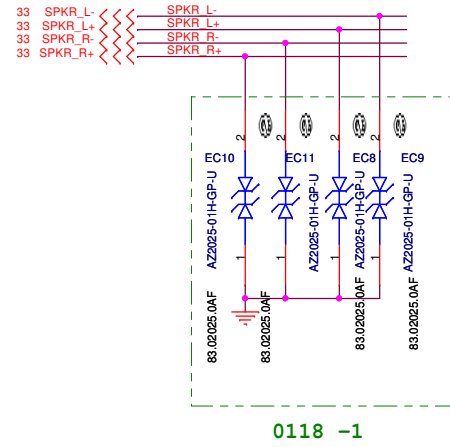 33 SPKR_L- SPKR_L-
33 SPKR_L+ SPKR_L+
33 SPKR_R- SPKR_R-
33 SPKR_R+ SPKR_R+
2 2 2 2
EC10 EC11 EC8 EC9
AZ2025-01H-GP-U AZ2025-01H-GP-U AZ2025-01H-GP-U AZ2025-01H-GP-U
1 1 1 1
83.02025.0AF 83.02025.0AF 83.02025.0AF 83.02025.0AF
0118 -1